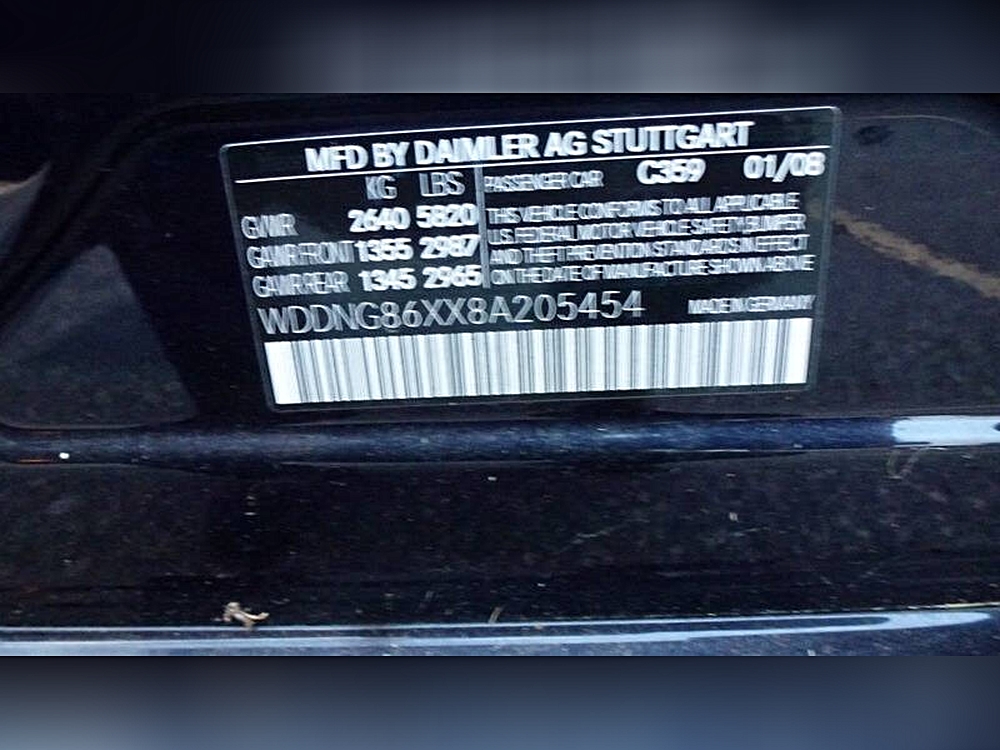 MFD BY DAIMLER AG STUTTGART
KG LBS
GVWR 2640 5820
GAWR FRONT 1355 2987
GAWR REAR 1345 2965
PASSENGER CAR C359 01/08
THIS VEHICLE CONFORMS TO ALL APPLICABLE
U.S. FEDERAL MOTOR VEHICLE SAFETY, BUMPER
AND THEFT PREVENTION STANDARDS IN EFFECT
ON THE DATE OF MANUFACTURE SHOWN ABOVE
WDDNG86XX8A205454 MADE IN GERMANY